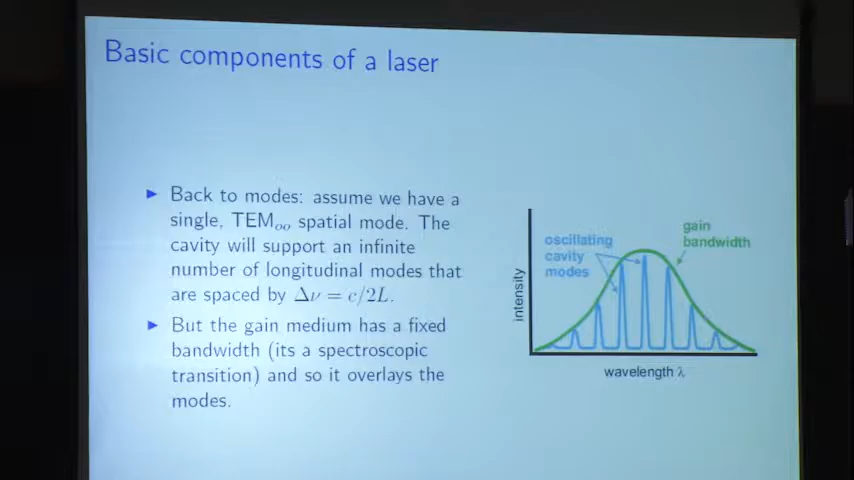 Basic components of a laser
Back to modes: assume we have a
single, TEMoo spatial mode. The
cavity will support an infinite
number of longitudinal modes that
are spaced by Δν = c/2L.
But the gain medium has a fixed
bandwidth (its a spectroscopic
transition) and so it overlays the
modes.
gain
bandwidth
oscillating
cavity
modes
intensity
wavelength λ